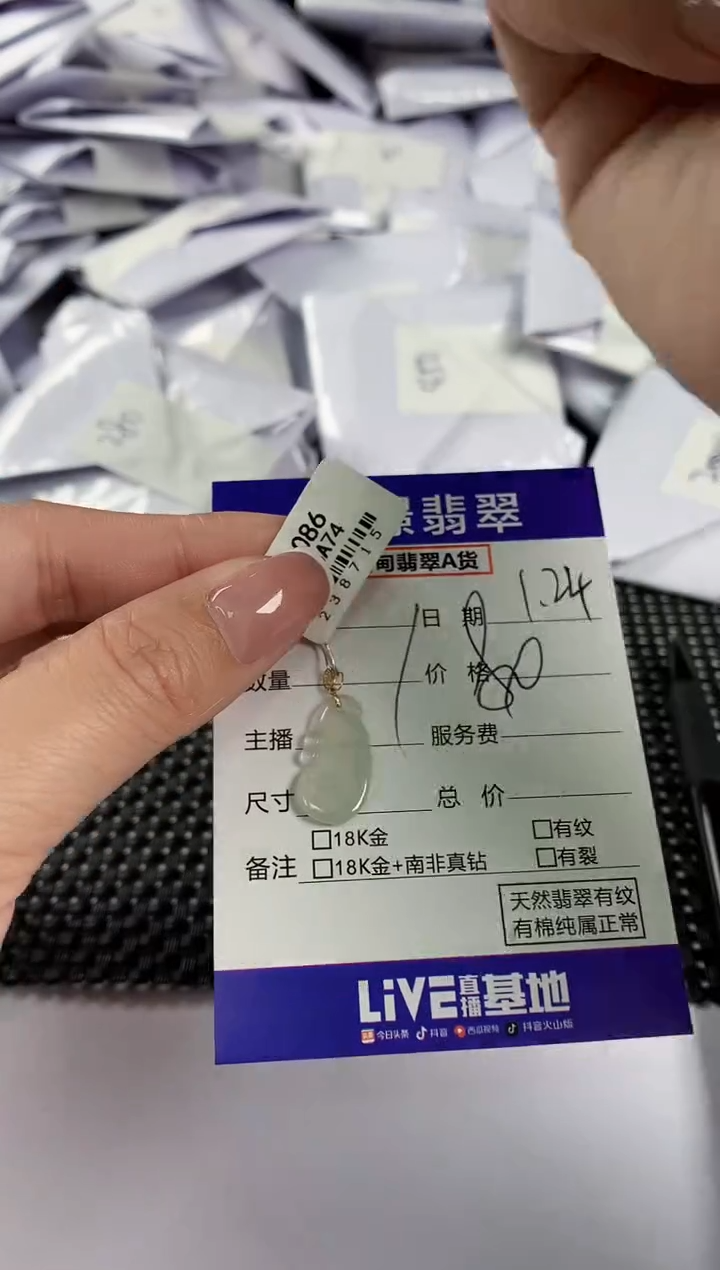 086
A74
238715
翡翠
甸翡翠A货
日 期 1.24
数量 价 格 80
主播 服务费
尺寸 总 价
□18K金 □有纹
备注 □18K金+南非真钻 □有裂
天然翡翠有纹
有棉纯属正常
LiVE直播基地
今日头条 抖音 西瓜视频 抖音火山版
280